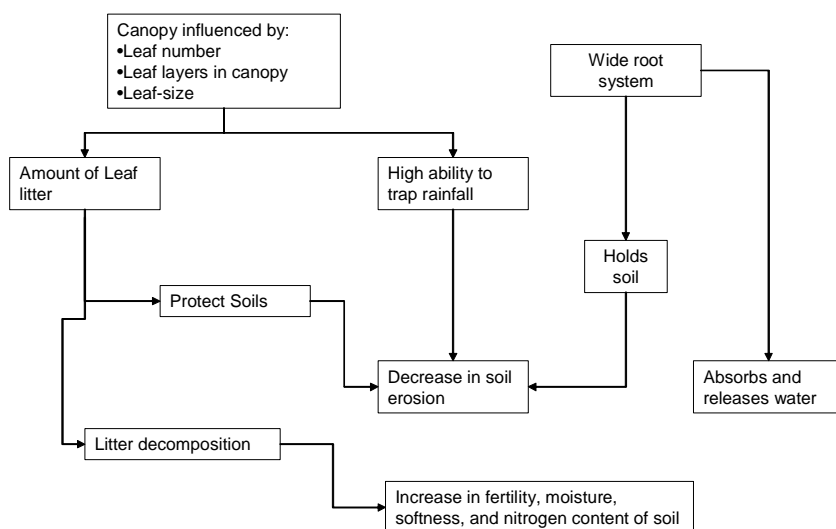 Canopy influenced by:
•Leaf number
•Leaf layers in canopy
•Leaf-size
Wide root
system
Amount of Leaf
litter
High ability to
trap rainfall
Holds
soil
Protect Soils
Decrease in soil
erosion
Absorbs and
releases water
Litter decomposition
Increase in fertility, moisture,
softness, and nitrogen content of soil